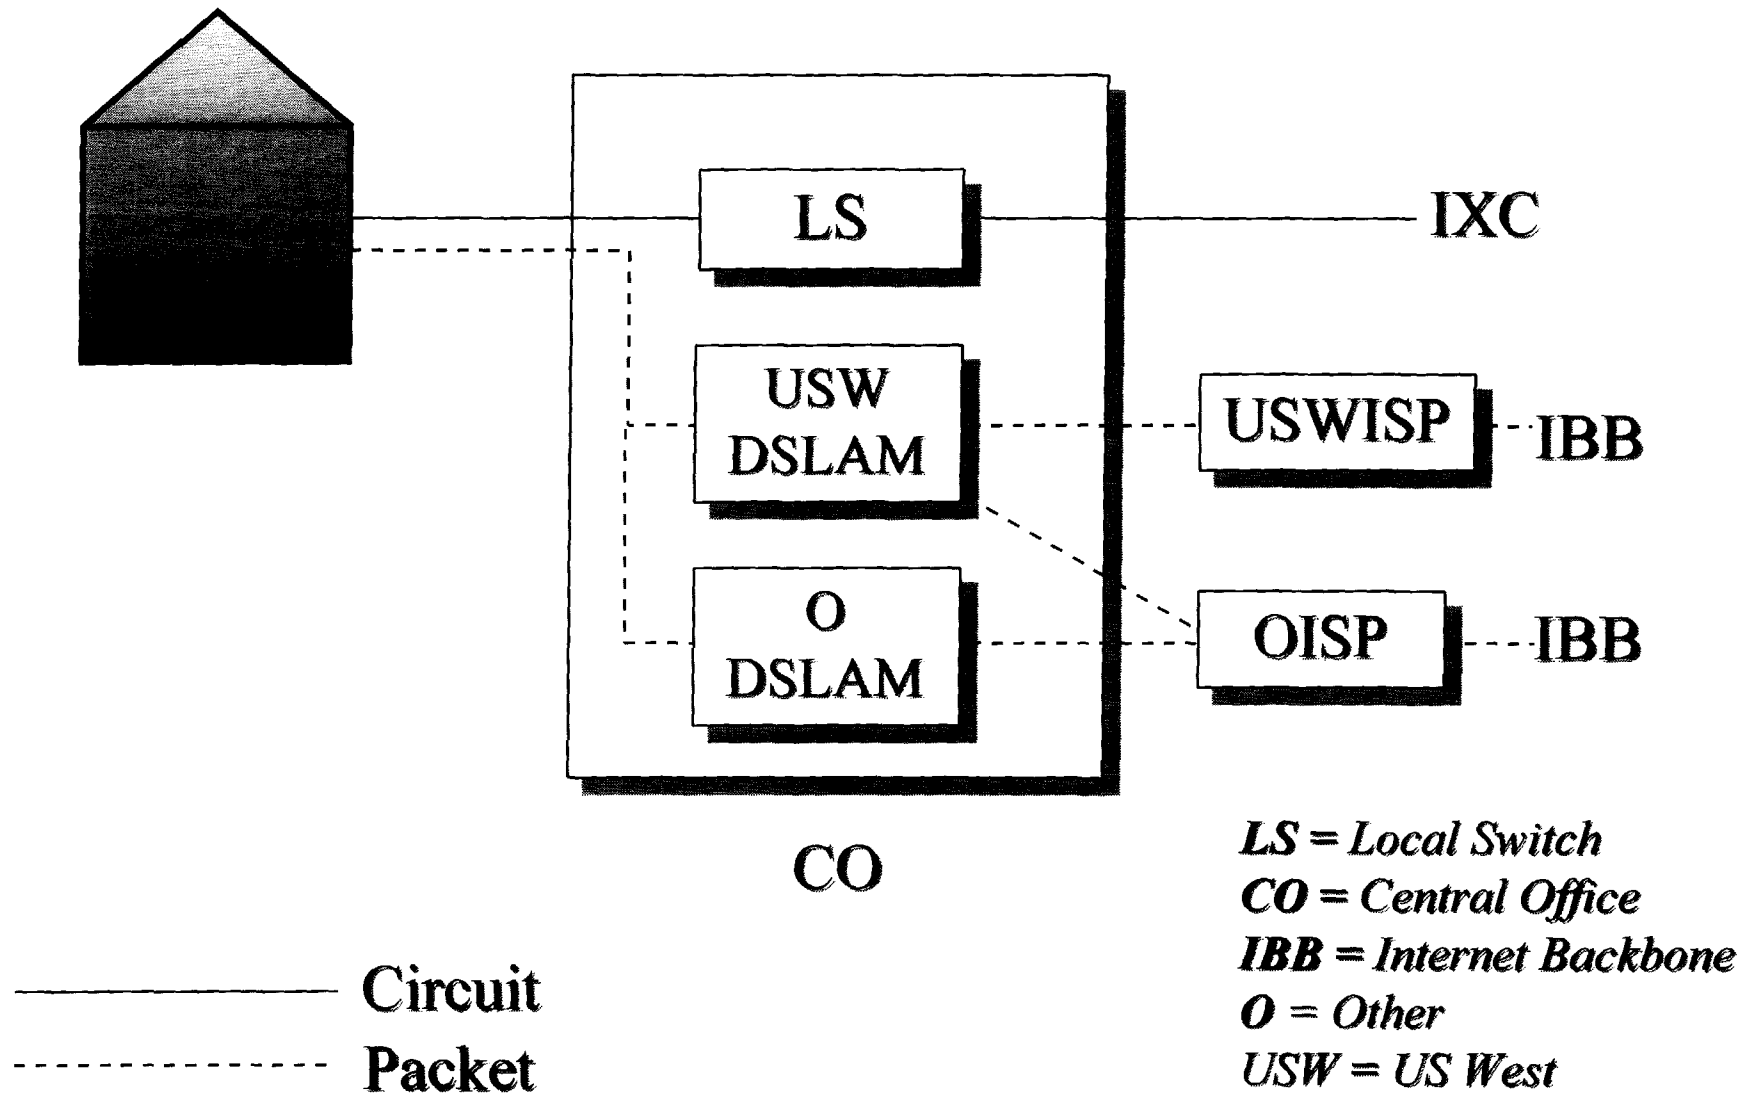 LS
IXC
USW
DSLAM
USWISP
IBB
O
DSLAM
OISP
IBB
CO
LS = Local Switch
CO = Central Office
IBB = Internet Backbone
O = Other
USW = US West
Circuit
Packet